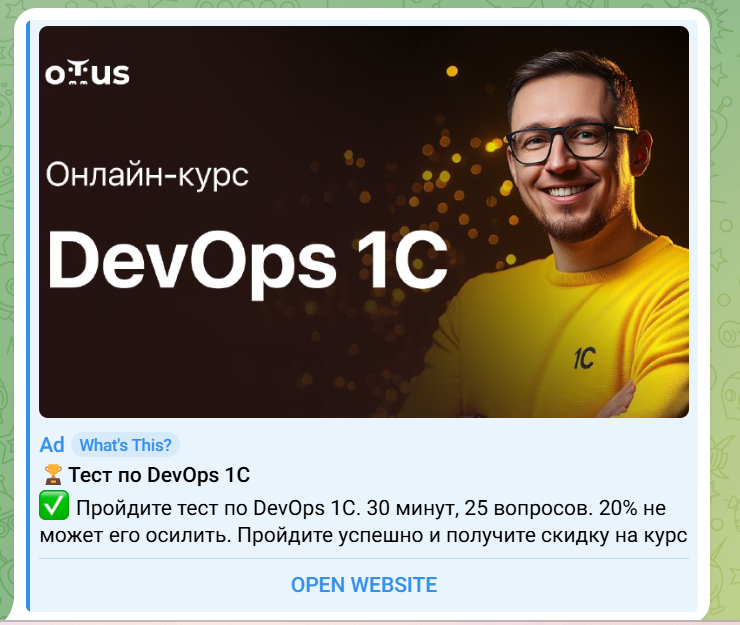 OTUS
Онлайн-курс
DevOps 1C
1C
Ad What's This?
🏆 Тест по DevOps 1C
✅ Пройдите тест по DevOps 1C. 30 минут, 25 вопросов. 20% не
может его осилить. Пройдите успешно и получите скидку на курс
OPEN WEBSITE